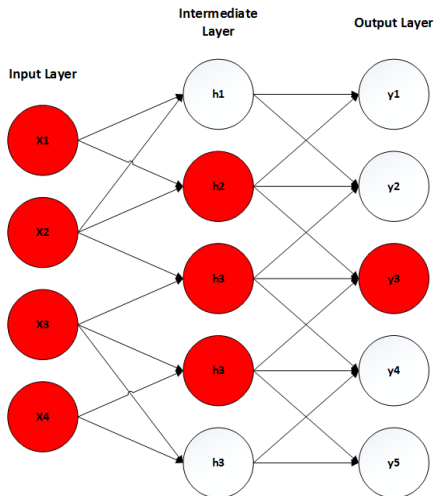 Intermediate
Layer
Output Layer
Input Layer
h1
y1
X1
h2
y2
X2
h3
y3
X3
h3
y4
X4
h3
y5